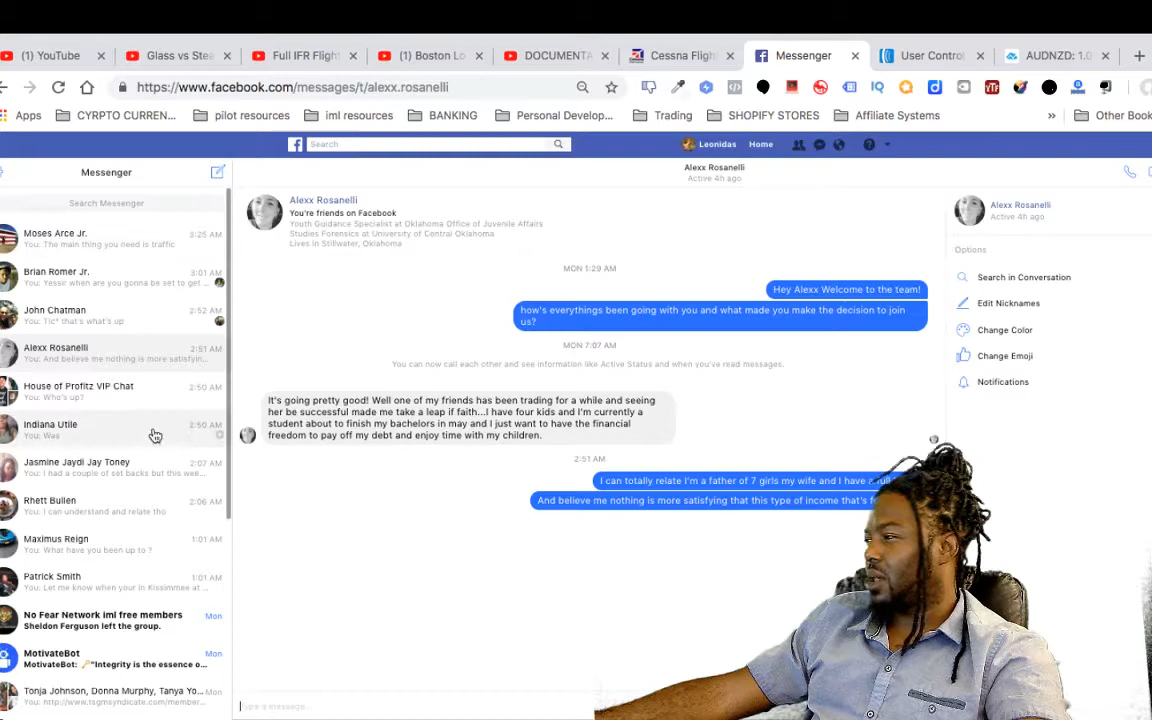 (1) YouTube
Glass vs Stea
Full IFR Flight
(1) Boston Lo
DOCUMENTA
Cessna Flight
Messenger
User Control
AUDNZD: 1.0
https://www.facebook.com/messages/t/alexx.rosanelli
Apps
CYRPTO CURREN...
pilot resources
iml resources
BANKING
Personal Develop...
Trading
SHOPIFY STORES
Affiliate Systems
Other Book
Search
Leonidas
Home
Messenger
Search Messenger
Moses Arce Jr.
You: The main thing you need is traffic
3:25 AM
Brian Romer Jr.
You: Yessir when are you gonna be set to get ...
3:01 AM
John Chatman
You: Tlc* that's what's up
2:52 AM
Alexx Rosanelli
You: And believe me nothing is more satisfyin...
2:51 AM
House of Profitz VIP Chat
You: Who's up?
2:50 AM
Indiana Utile
You: Was
2:50 AM
Jasmine Jaydi Jay Toney
You: I had a couple of set backs but this wee...
2:07 AM
Rhett Bullen
You: I can understand and relate tho
2:06 AM
Maximus Reign
You: What have you been up to ?
1:01 AM
Patrick Smith
You: Let me know when your in Kissimmee at ...
1:01 AM
No Fear Network iml free members
Sheldon Ferguson left the group.
Mon
MotivateBot
MotivateBot: 🔑"Integrity is the essence o...
Mon
Tonja Johnson, Donna Murphy, Tanya Yo...
You: http://www.tsgmsyndicate.com/member...
Mon
Alexx Rosanelli
Active 4h ago
Alexx Rosanelli
You're friends on Facebook
Youth Guidance Specialist at Oklahoma Office of Juvenile Affairs
Studies Forensics at University of Central Oklahoma
Lives in Stillwater, Oklahoma
MON 1:29 AM
Hey Alexx Welcome to the team!
how's everythings been going with you and what made you make the decision to join
us?
MON 7:07 AM
You can now call each other and see information like Active Status and when you've read messages.
It's going pretty good! Well one of my friends has been trading for a while and seeing
her be successful made me take a leap if faith...I have four kids and I'm currently a
student about to finish my bachelors in may and I just want to have the financial
freedom to pay off my debt and enjoy time with my children.
2:51 AM
I can totally relate I'm a father of 7 girls my wife and I have a full
And believe me nothing is more satisfying that this type of income that's
Type a message...
Alexx Rosanelli
Active 4h ago
Options
Search in Conversation
Edit Nicknames
Change Color
Change Emoji
Notifications